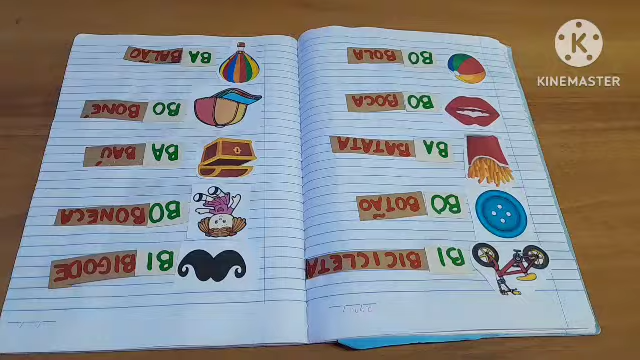 BI BICICLETA
BO BOTÃO
BA BATATA
BO BOCA
BO BOLA
BI BIGODE
BO BONECA
BA BAÚ
BO BONÉ
BA BALÃO
K
KINEMASTER